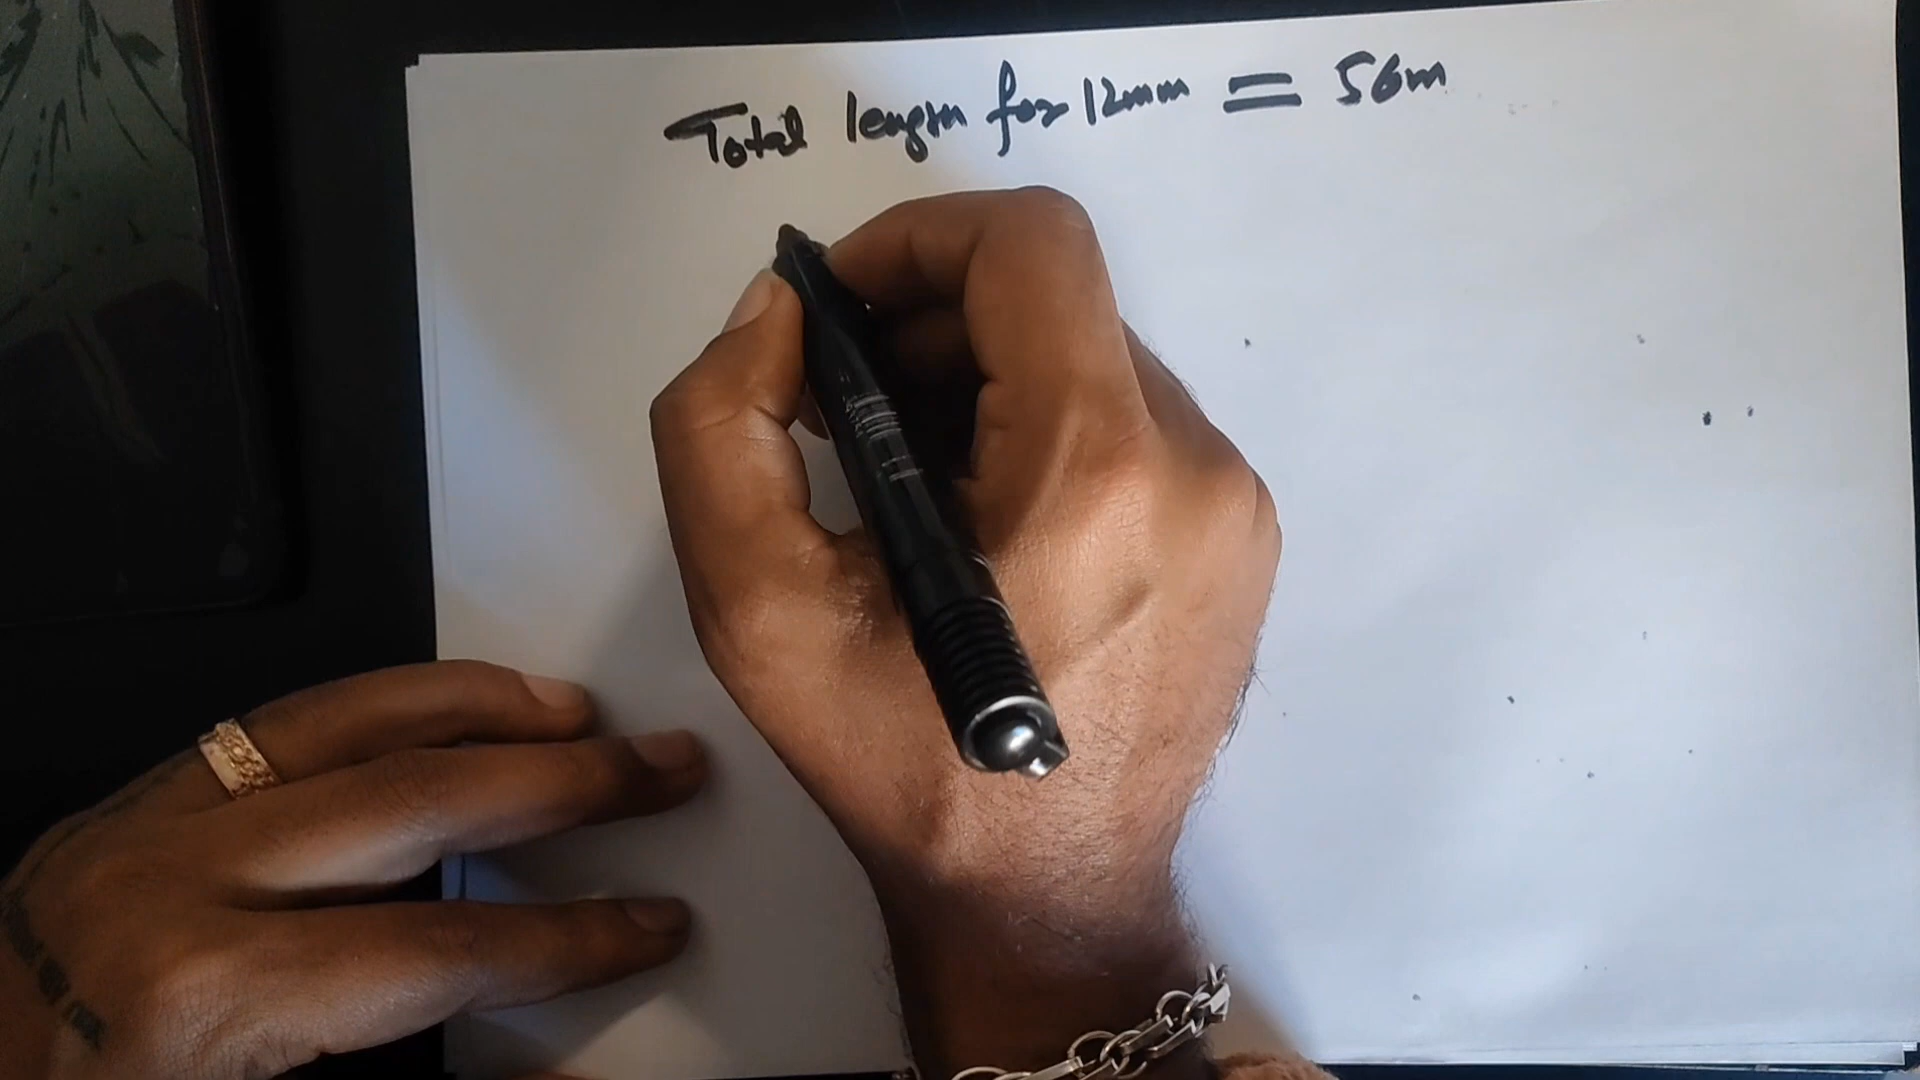 Total length for 12mm = 56m